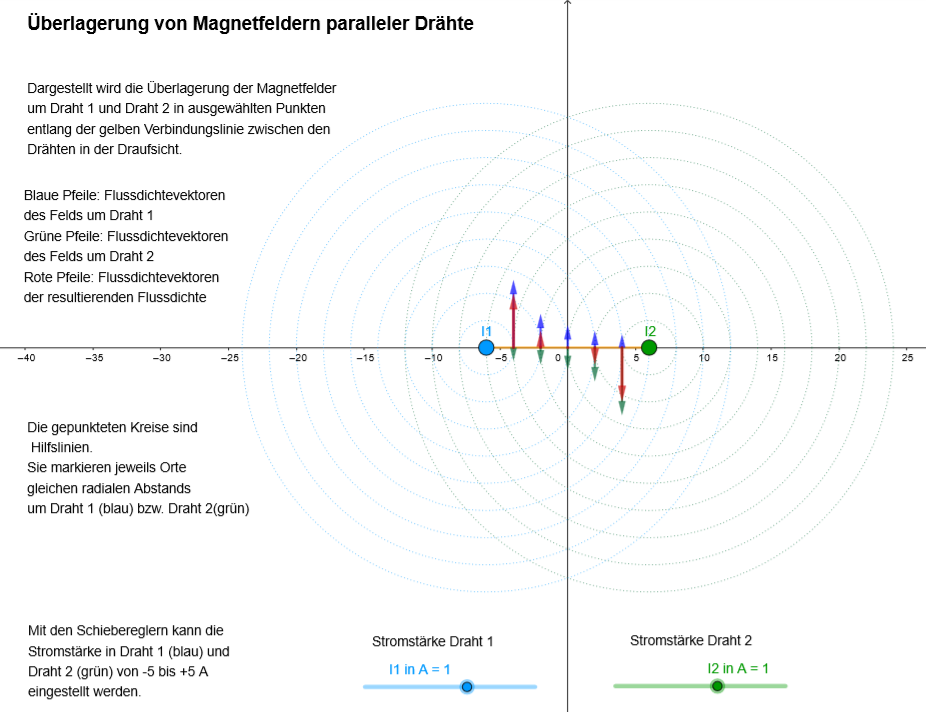 Überlagerung von Magnetfeldern paralleler Drähte
Dargestellt wird die Überlagerung der Magnetfelder
um Draht 1 und Draht 2 in ausgewählten Punkten
entlang der gelben Verbindungslinie zwischen den
Drähten in der Draufsicht.
Blaue Pfeile: Flussdichtevektoren
des Felds um Draht 1
Grüne Pfeile: Flussdichtevektoren
des Felds um Draht 2
Rote Pfeile: Flussdichtevektoren
der resultierenden Flussdichte
I1
I2
−40 −35 −30 −25 −20 −15 −10 −5 0 5 10 15 20 25
Die gepunkteten Kreise sind
Hilfslinien.
Sie markieren jeweils Orte
gleichen radialen Abstands
um Draht 1 (blau) bzw. Draht 2(grün)
Mit den Schiebereglern kann die
Stromstärke in Draht 1 (blau) und
Draht 2 (grün) von -5 bis +5 A
eingestellt werden.
Stromstärke Draht 1
I1 in A = 1
Stromstärke Draht 2
I2 in A = 1